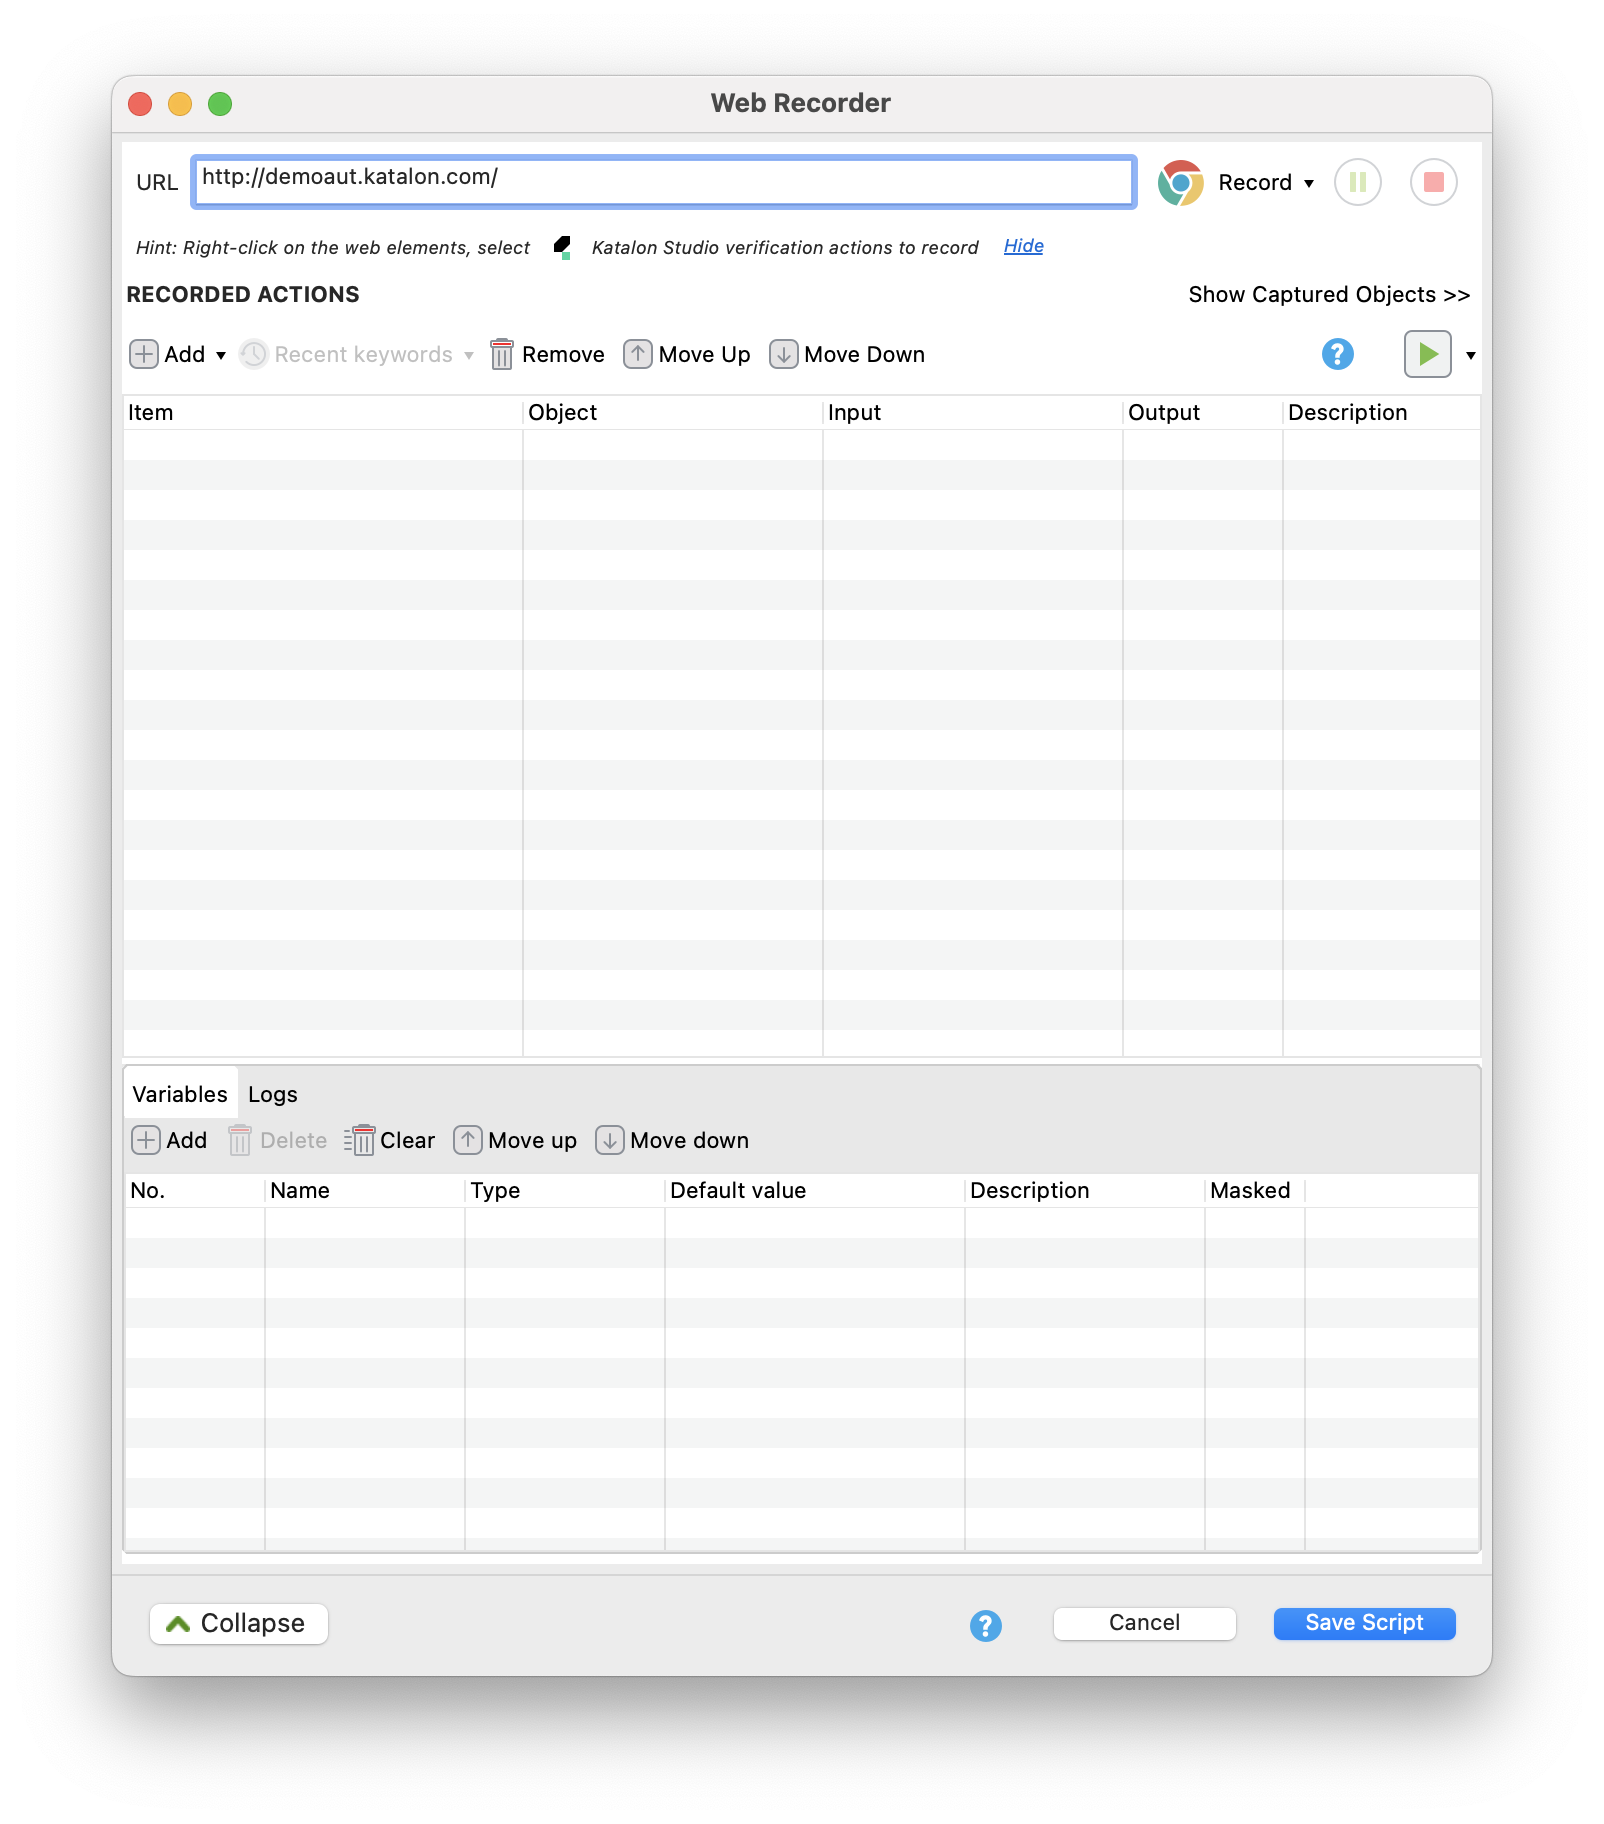 Web Recorder
URL http://demoaut.katalon.com/ Record
Hint: Right-click on the web elements, select Katalon Studio verification actions to record Hide
RECORDED ACTIONS Show Captured Objects >>
Add Recent keywords Remove Move Up Move Down ?
Item Object Input Output Description
Variables Logs
Add Delete Clear Move up Move down
No. Name Type Default value Description Masked
Collapse ? Cancel Save Script